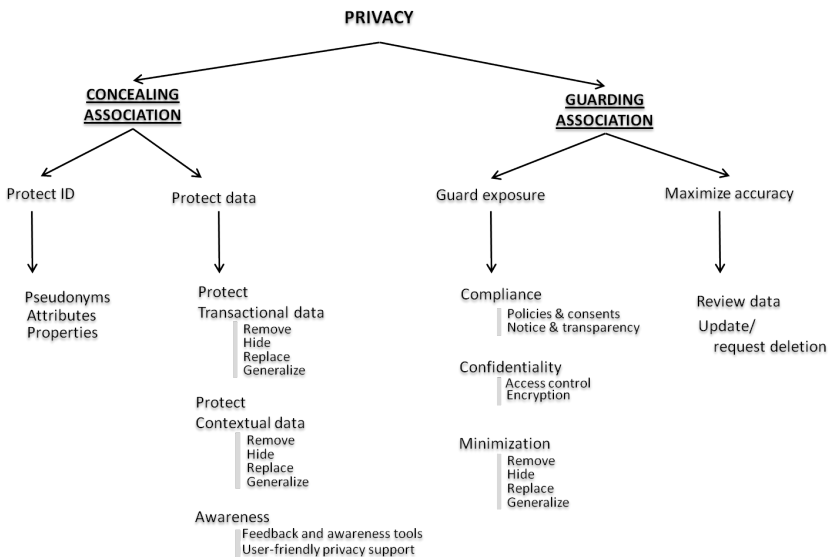 PRIVACY
CONCEALING
ASSOCIATION
GUARDING
ASSOCIATION
Protect ID
Protect data
Guard exposure
Maximize accuracy
Pseudonyms
Attributes
Properties
Protect
Transactional data
Remove
Hide
Replace
Generalize
Protect
Contextual data
Remove
Hide
Replace
Generalize
Awareness
Feedback and awareness tools
User-friendly privacy support
Compliance
Policies & consents
Notice & transparency
Confidentiality
Access control
Encryption
Minimization
Remove
Hide
Replace
Generalize
Review data
Update/
request deletion